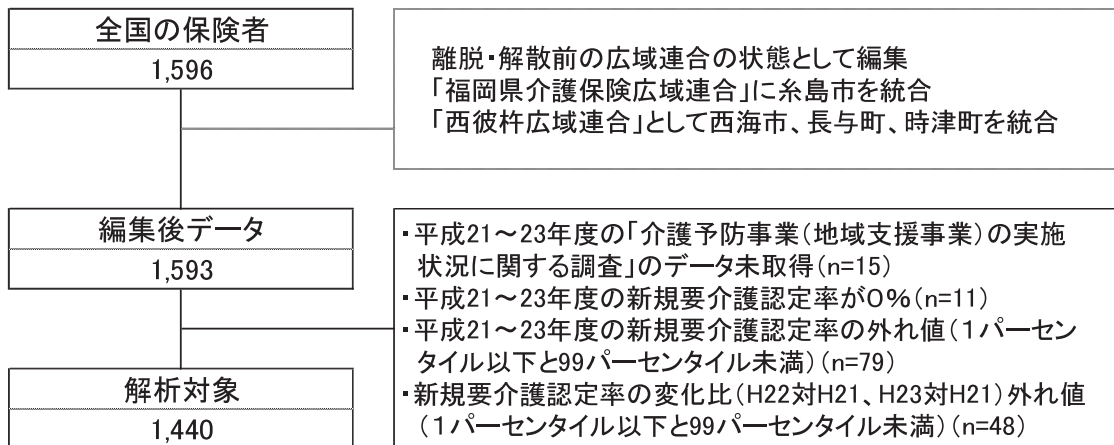 全国の保険者
1,596
離脱・解散前の広域連合の状態として編集
「福岡県介護保険広域連合」に糸島市を統合
「西彼杵広域連合」として西海市、長与町、時津町を統合
編集後データ
1,593
・平成21～23年度の「介護予防事業(地域支援事業)の実施
状況に関する調査」のデータ未取得(n=15)
・平成21～23年度の新規要介護認定率が0%(n=11)
・平成21～23年度の新規要介護認定率の外れ値(1パーセン
タイル以下と99パーセンタイル未満)(n=79)
・新規要介護認定率の変化比(H22対H21、H23対H21)外れ値
(1パーセンタイル以下と99パーセンタイル未満)(n=48)
解析対象
1,440